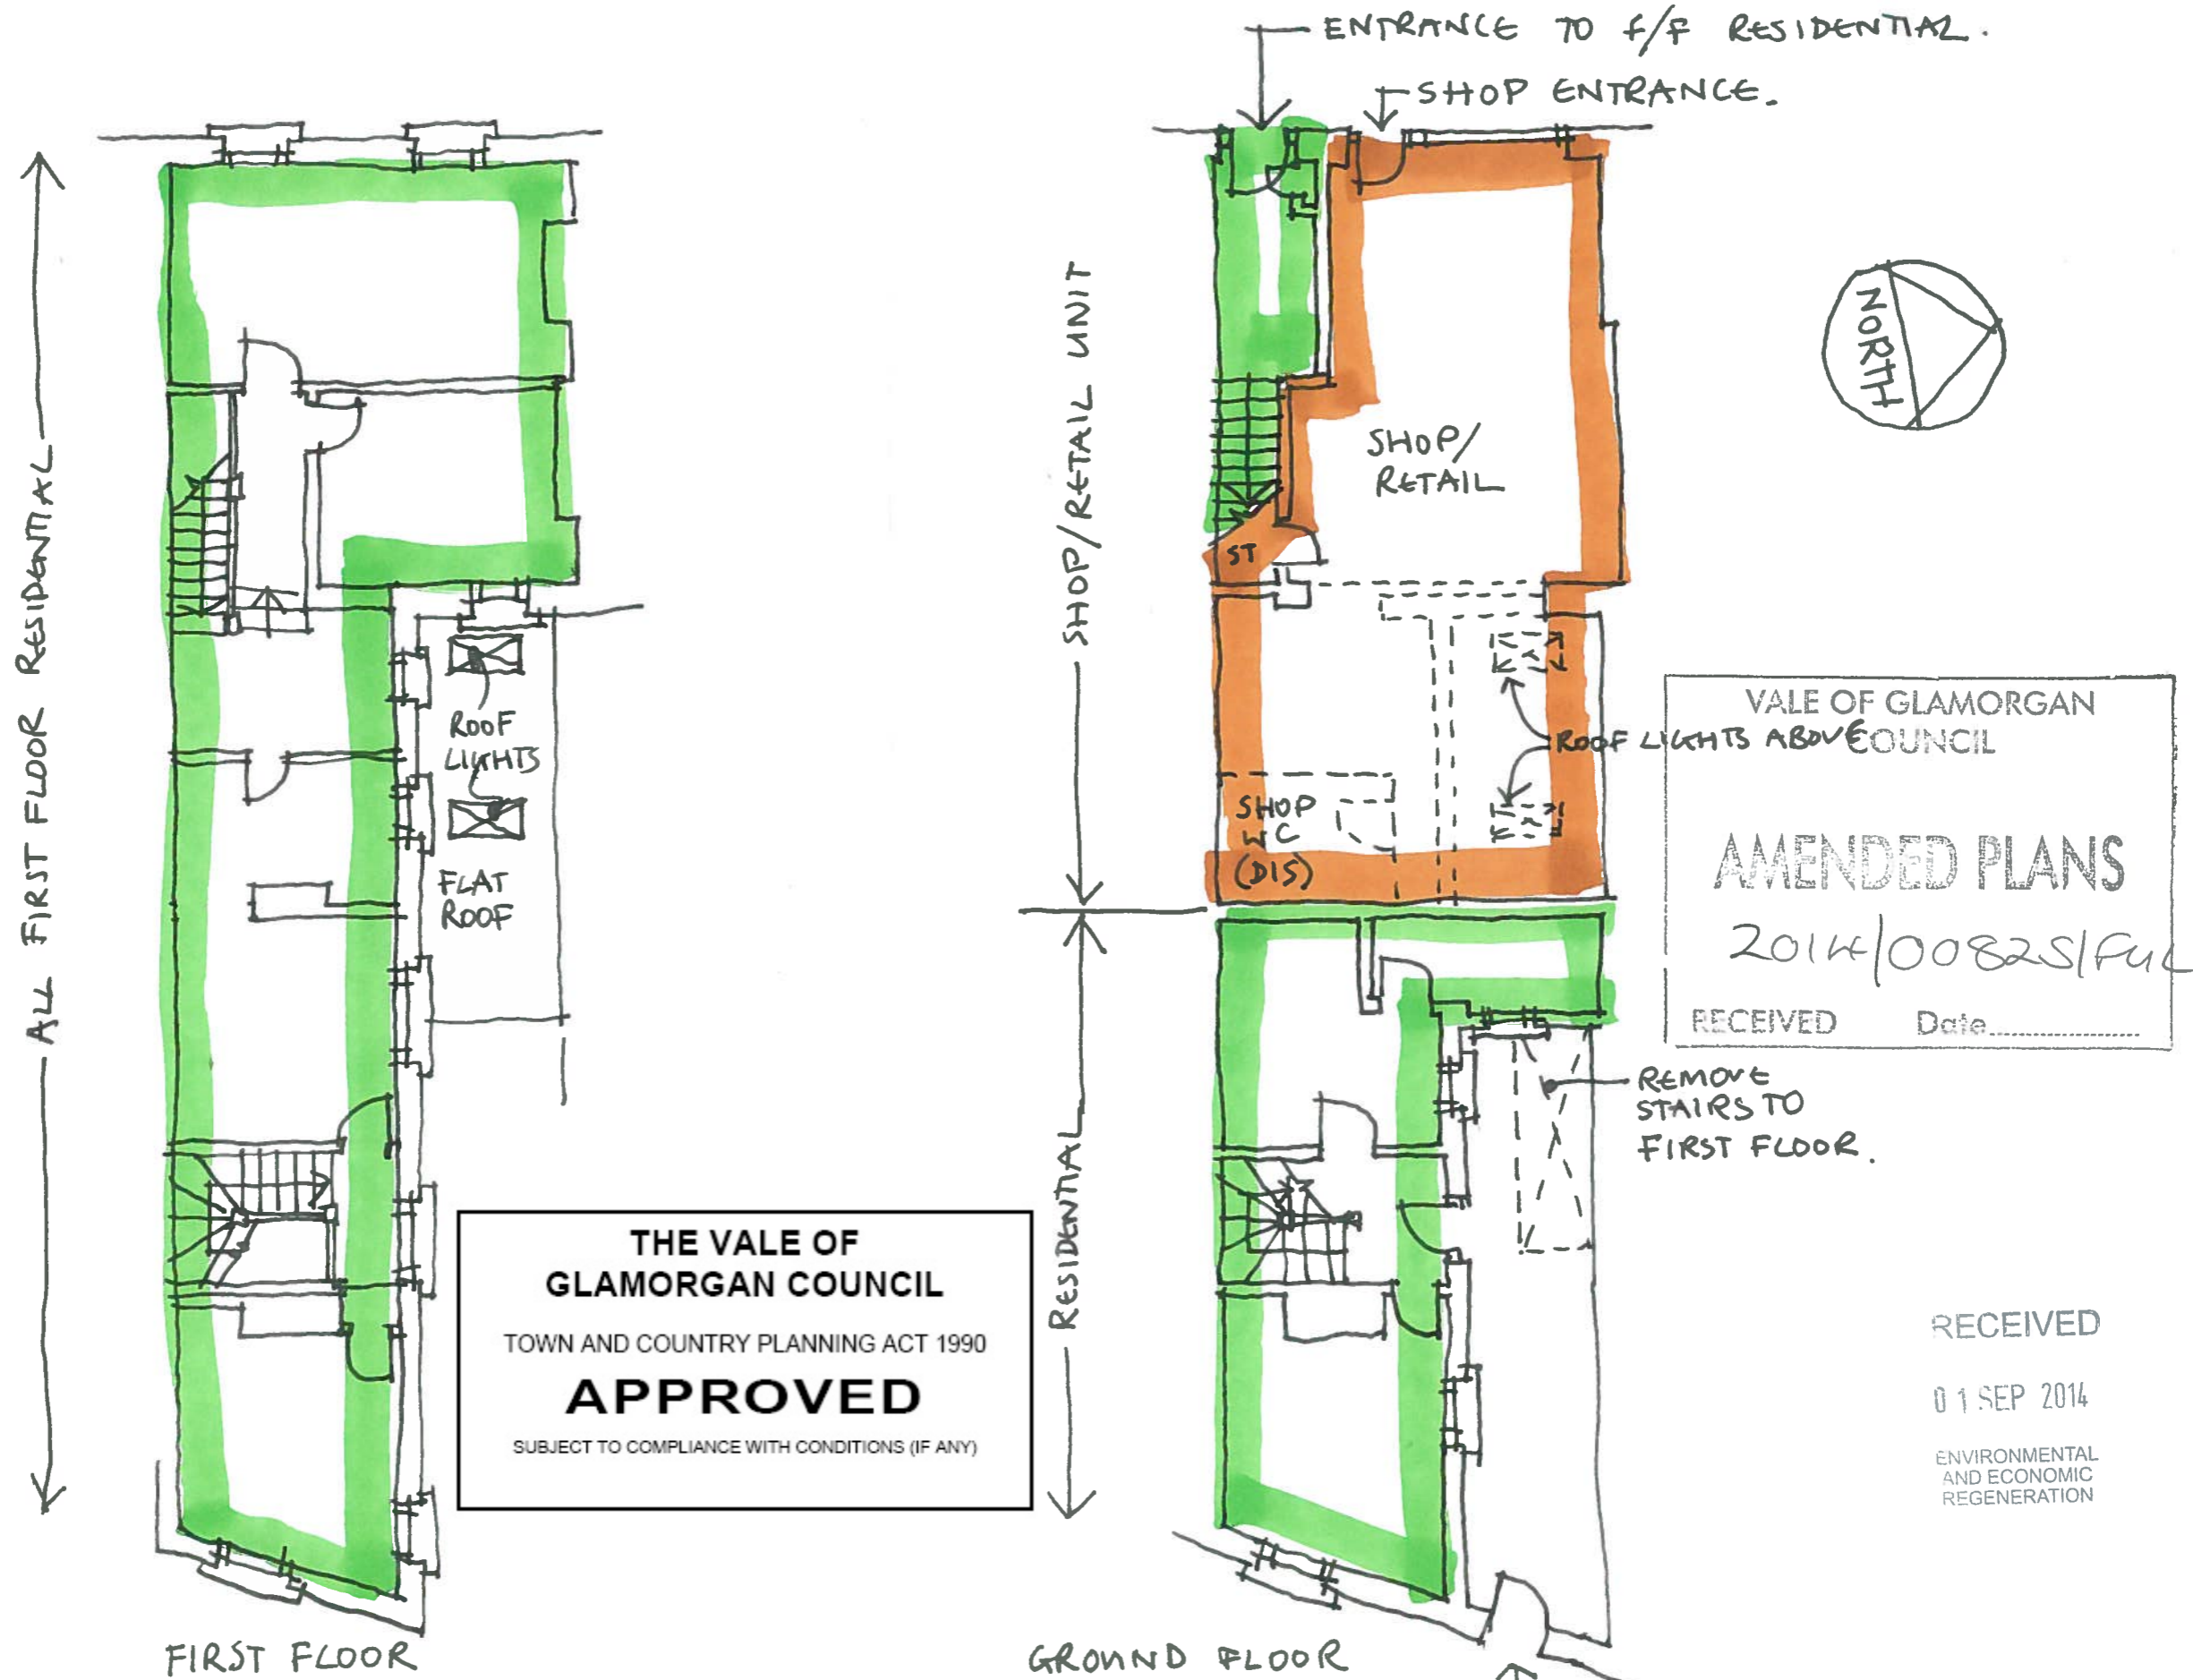 ENTRANCE TO F/F RESIDENTIAL.
SHOP ENTRANCE.
ALL FIRST FLOOR RESIDENTIAL
SHOP/RETAIL UNIT
NORTH
SHOP/
RETAIL
ST
ROOF
LIGHTS
FLAT
ROOF
ROOF LIGHTS ABOVE
SHOP
WC
(DIS)
VALE OF GLAMORGAN
COUNCIL
AMENDED PLANS
2014/00825/FUL
RECEIVED Date
REMOVE
STAIRS TO
FIRST FLOOR.
RESIDENTIAL
THE VALE OF
GLAMORGAN COUNCIL
TOWN AND COUNTRY PLANNING ACT 1990
APPROVED
SUBJECT TO COMPLIANCE WITH CONDITIONS (IF ANY)
RECEIVED
01 SEP 2014
ENVIRONMENTAL
AND ECONOMIC
REGENERATION
FIRST FLOOR
GROUND FLOOR